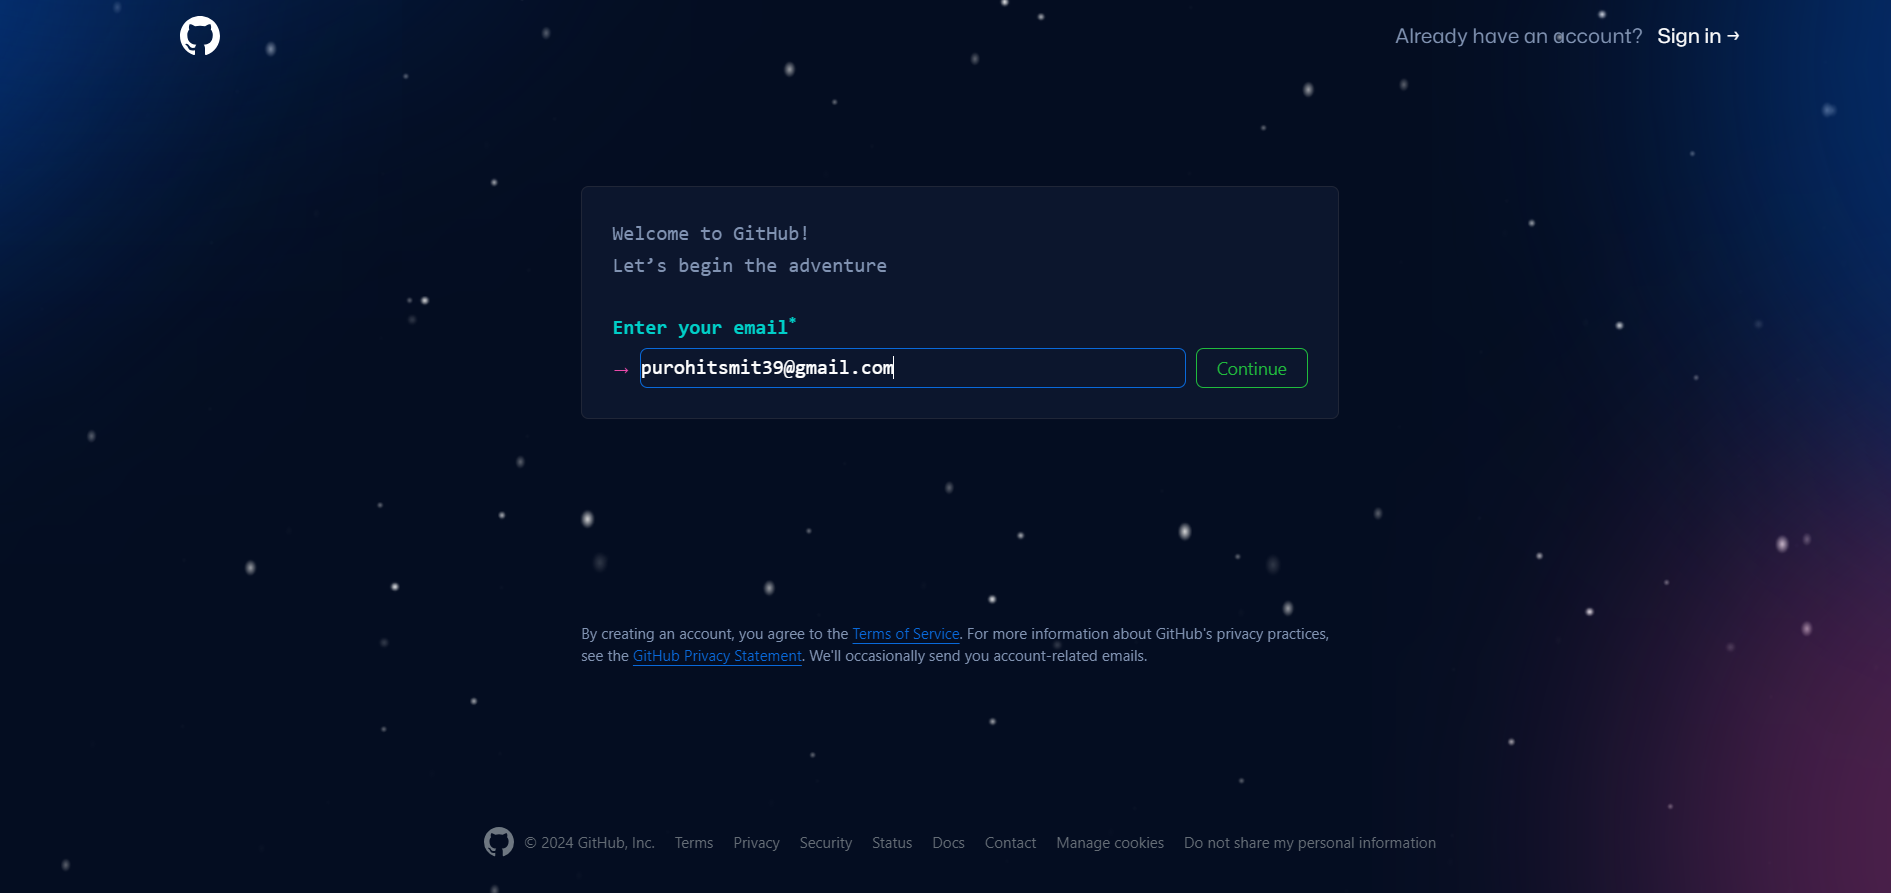 Already have an account? Sign in →
Welcome to GitHub!
Let’s begin the adventure
Enter your email*
→ purohitsmit39@gmail.com Continue
By creating an account, you agree to the Terms of Service. For more information about GitHub's privacy practices,
see the GitHub Privacy Statement. We'll occasionally send you account-related emails.
© 2024 GitHub, Inc. Terms Privacy Security Status Docs Contact Manage cookies Do not share my personal information